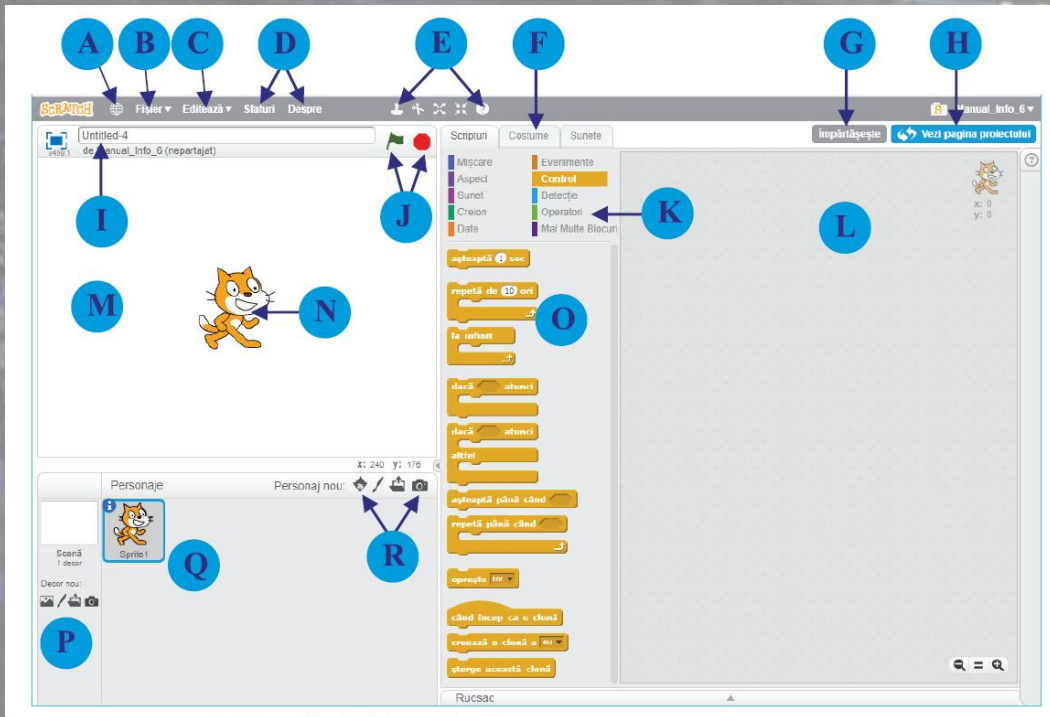 A B C D E F G H
SCRATCH Fișier Editează Sfaturi Despre Manual_Info_6
Untitled-4
v459.1 de Manual_Info_6 (nepartajat)
Scripturi Costume Sunete
Împărtășește Vezi pagina proiectului
I J K L
Mișcare Evenimente
Aspect Control
Sunet Detecție
Creion Operatori
Date Mai Multe Blocuri
x: 0
y: 0
M N O
așteaptă 1 sec
repetă de 10 ori
la infinit
dacă atunci
dacă atunci
altfel
așteaptă până când
repetă până când
oprește tot
când încep ca o clonă
creează o clonă a eu
șterge această clonă
x: 240 y: 176
Personaje Personaj nou:
Sprite1
Scenă
1 decor
Decor nou:
P Q R
Rucsac